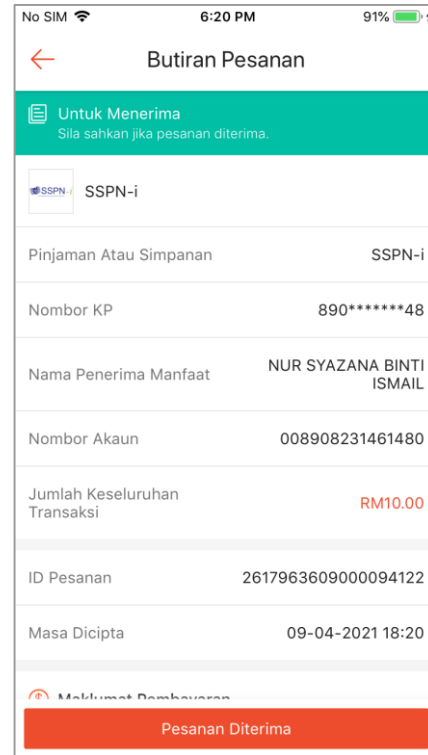 No SIM 6:20 PM 91%
Butiran Pesanan
Untuk Menerima
Sila sahkan jika pesanan diterima.
SSPN-i SSPN-i
Pinjaman Atau Simpanan SSPN-i
Nombor KP 890*******48
Nama Penerima Manfaat NUR SYAZANA BINTI
ISMAIL
Nombor Akaun 008908231461480
Jumlah Keseluruhan
Transaksi RM10.00
ID Pesanan 2617963609000094122
Masa Dicipta 09-04-2021 18:20
Maklumat Pembayaran
Pesanan Diterima